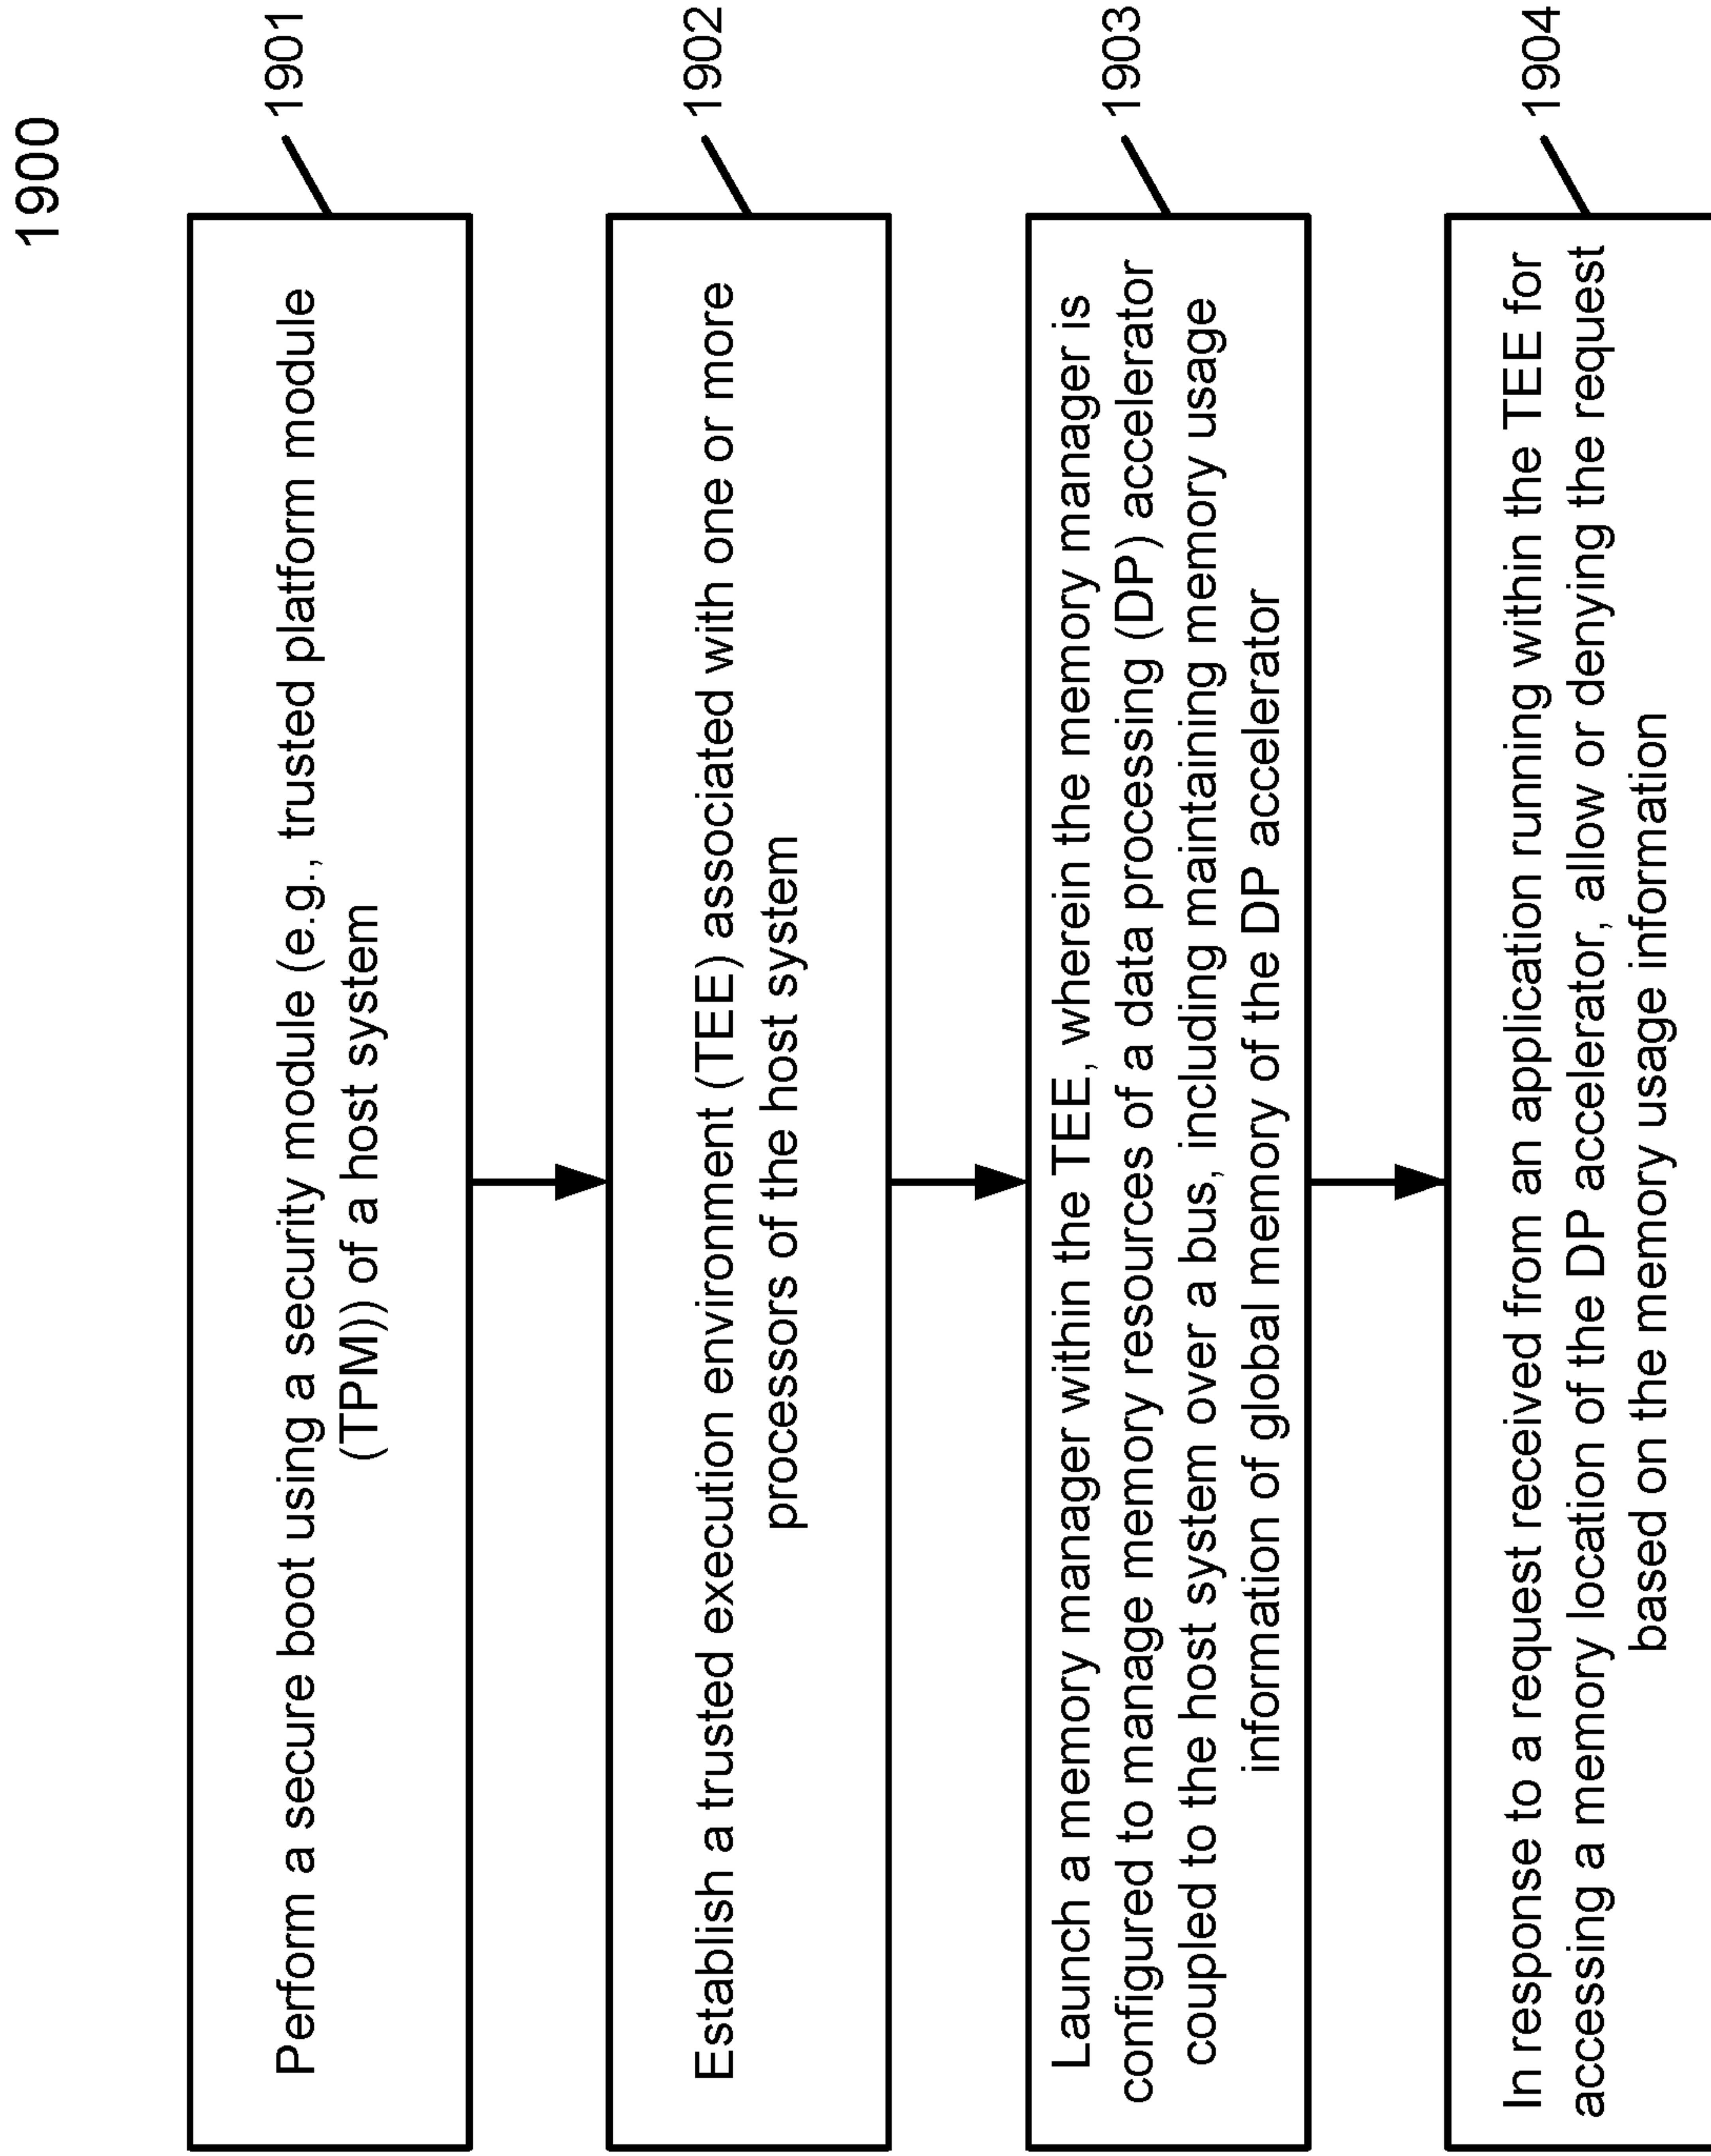 1900
Perform a secure boot using a security module (e.g., trusted platform module
(TPM)) of a host system
1901
Establish a trusted execution environment (TEE) associated with one or more
processors of the host system
1902
Launch a memory manager within the TEE, wherein the memory manager is
configured to manage memory resources of a data processing (DP) accelerator
coupled to the host system over a bus, including maintaining memory usage
information of global memory of the DP accelerator
1903
In response to a request received from an application running within the TEE for
accessing a memory location of the DP accelerator, allow or denying the request
based on the memory usage information
1904